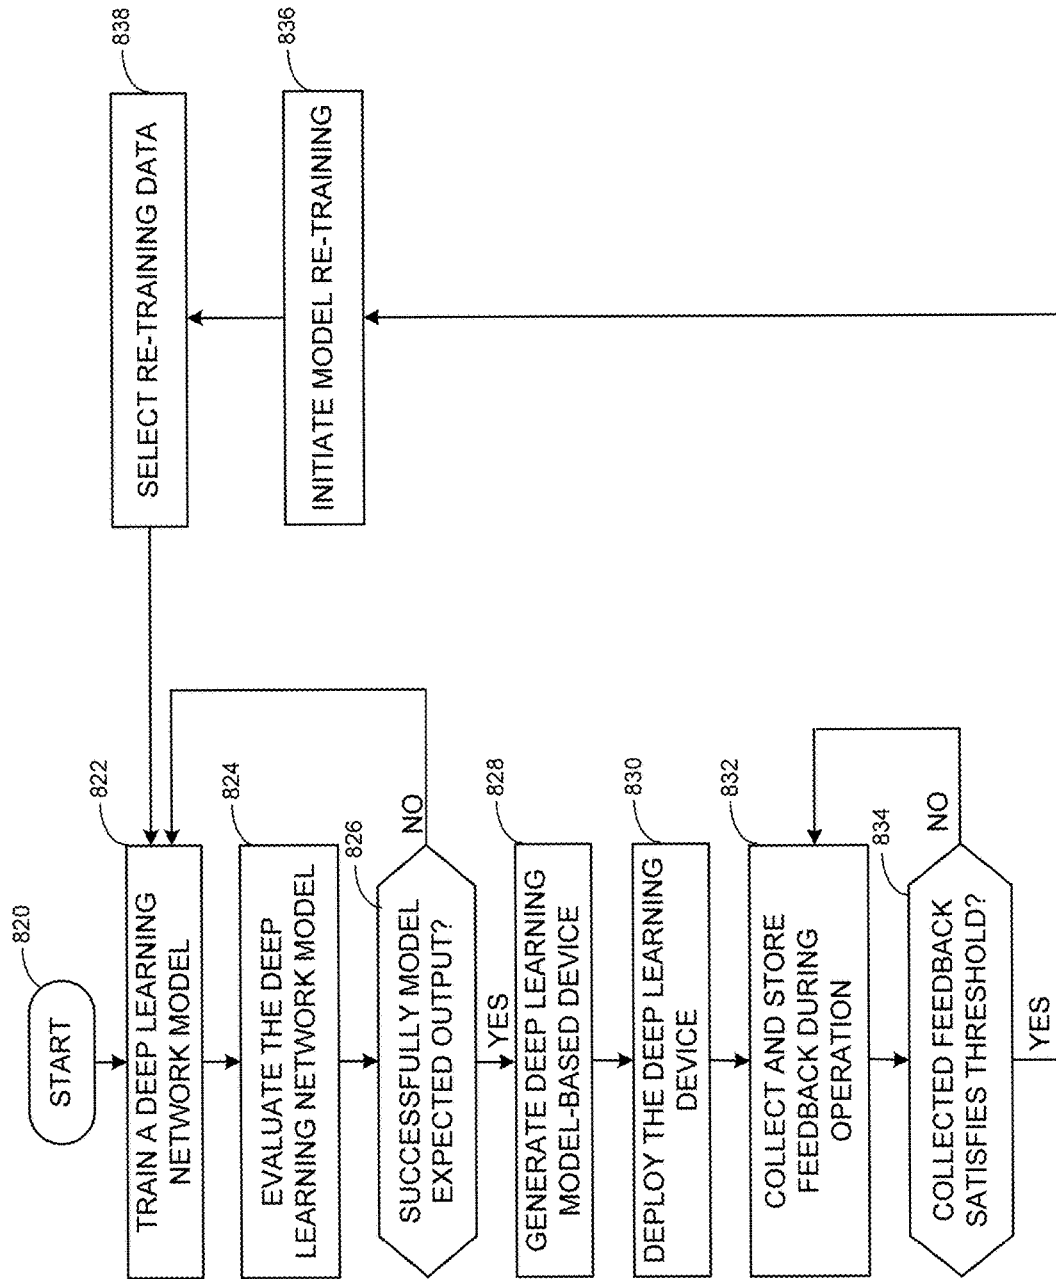 820
START
822
TRAIN A DEEP LEARNING
NETWORK MODEL
824
EVALUATE THE DEEP
LEARNING NETWORK MODEL
826
SUCCESSFULLY MODEL
EXPECTED OUTPUT?
NO
YES
828
GENERATE DEEP LEARNING
MODEL-BASED DEVICE
830
DEPLOY THE DEEP LEARNING
DEVICE
832
COLLECT AND STORE
FEEDBACK DURING
OPERATION
834
COLLECTED FEEDBACK
SATISFIES THRESHOLD?
NO
YES
836
INITIATE MODEL RE-TRAINING
838
SELECT RE-TRAINING DATA